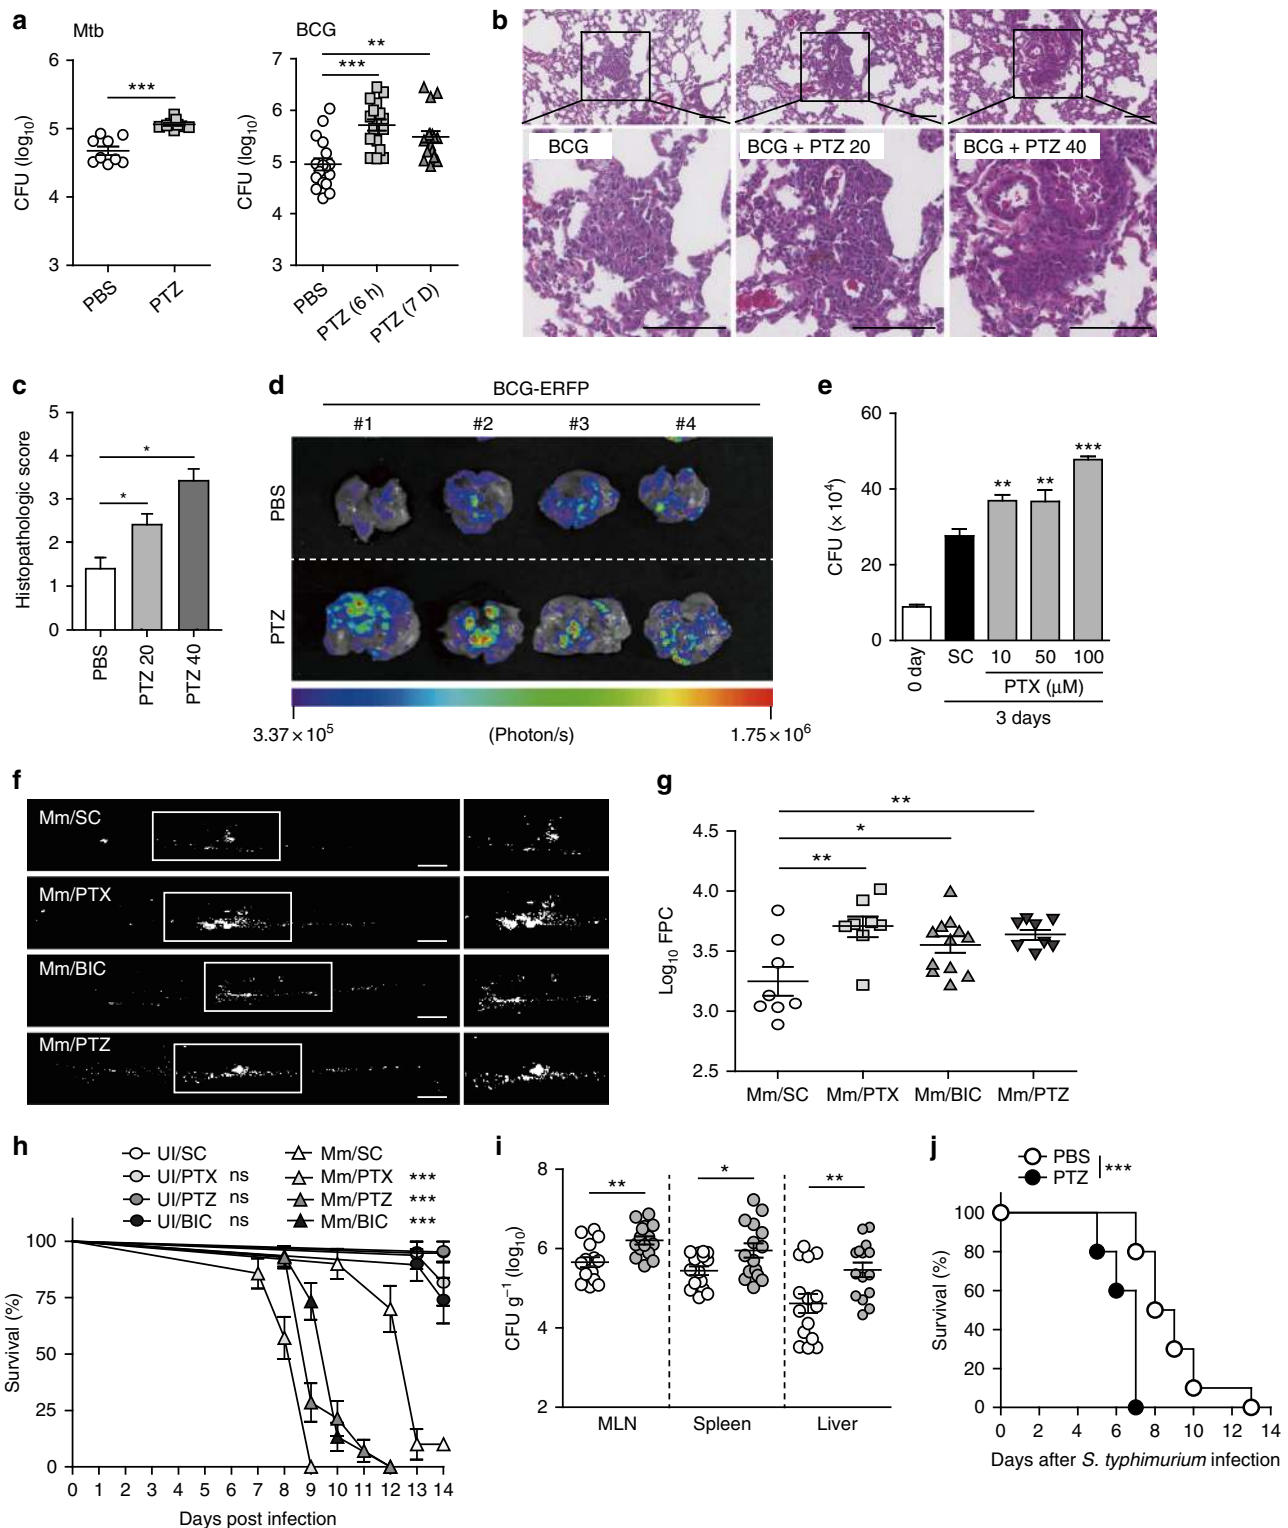 a
Mtb
CFU (log10)
6
5
4
3
***
PBS
PTZ
BCG
CFU (log10)
7
6
5
4
3
**
***
PBS
PTZ (6 h)
PTZ (7 D)
b
BCG
BCG + PTZ 20
BCG + PTZ 40
c
Histopathologic score
5
4
3
2
1
0
*
*
PBS
PTZ 20
PTZ 40
d
BCG-ERFP
#1 #2 #3 #4
PBS
PTZ
3.37 × 10⁵ (Photon/s) 1.75 × 10⁶
e
CFU (× 10⁴)
60
40
20
0
** ** ***
0 day SC 10 50 100
PTX (μM)
3 days
f
Mm/SC
Mm/PTX
Mm/BIC
Mm/PTZ
g
Log10 FPC
4.5
4.0
3.5
3.0
2.5
**
*
**
Mm/SC Mm/PTX Mm/BIC Mm/PTZ
h
UI/SC Mm/SC
UI/PTX ns Mm/PTX ***
UI/PTZ ns Mm/PTZ ***
UI/BIC ns Mm/BIC ***
Survival (%)
100
75
50
25
0
0 1 2 3 4 5 6 7 8 9 10 11 12 13 14
Days post infection
i
CFU g⁻¹ (log10)
8
6
4
2
** * **
MLN Spleen Liver
j
PBS
PTZ
***
Survival (%)
100
80
60
40
20
0
0 2 4 6 8 10 12 14
Days after S. typhimurium infection